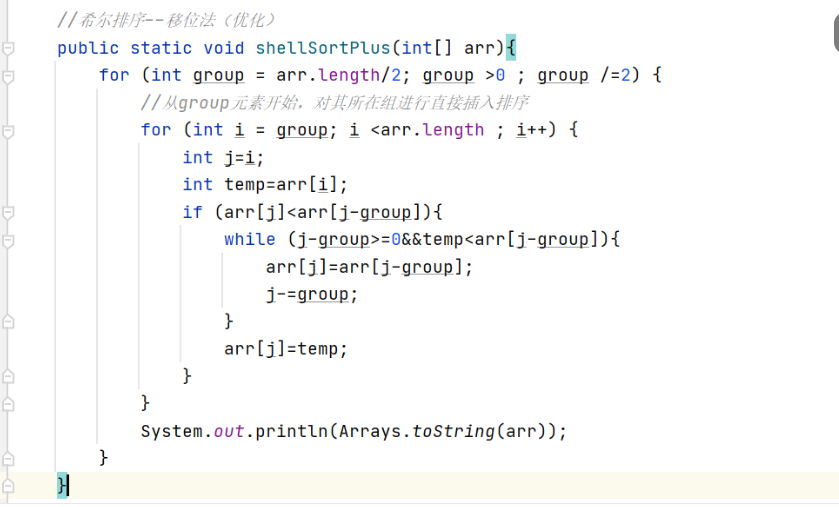 //希尔排序--移位法（优化）
public static void shellSortPlus(int[] arr){
for (int group = arr.length/2; group >0 ; group /=2) {
//从group元素开始，对其所在组进行直接插入排序
for (int i = group; i <arr.length ; i++) {
int j=i;
int temp=arr[i];
if (arr[j]<arr[j-group]){
while (j-group>=0&&temp<arr[j-group]){
arr[j]=arr[j-group];
j-=group;
}
arr[j]=temp;
}
}
System.out.println(Arrays.toString(arr));
}
}